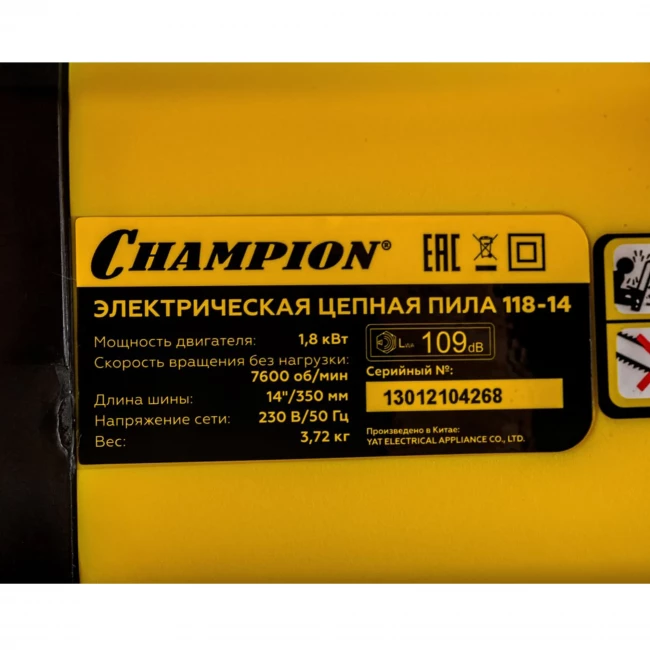 CHAMPION®
EAC
ЭЛЕКТРИЧЕСКАЯ ЦЕПНАЯ ПИЛА 118-14
Мощность двигателя: 1,8 кВт
Скорость вращения без нагрузки:
7600 об/мин
Длина шины: 14"/350 мм
Напряжение сети: 230 В/50 Гц
Вес: 3,72 кг
LWA 109dB
Серийный №:
13012104268
Произведено в Китае:
YAT ELECTRICAL APPLIANCE CO., LTD.